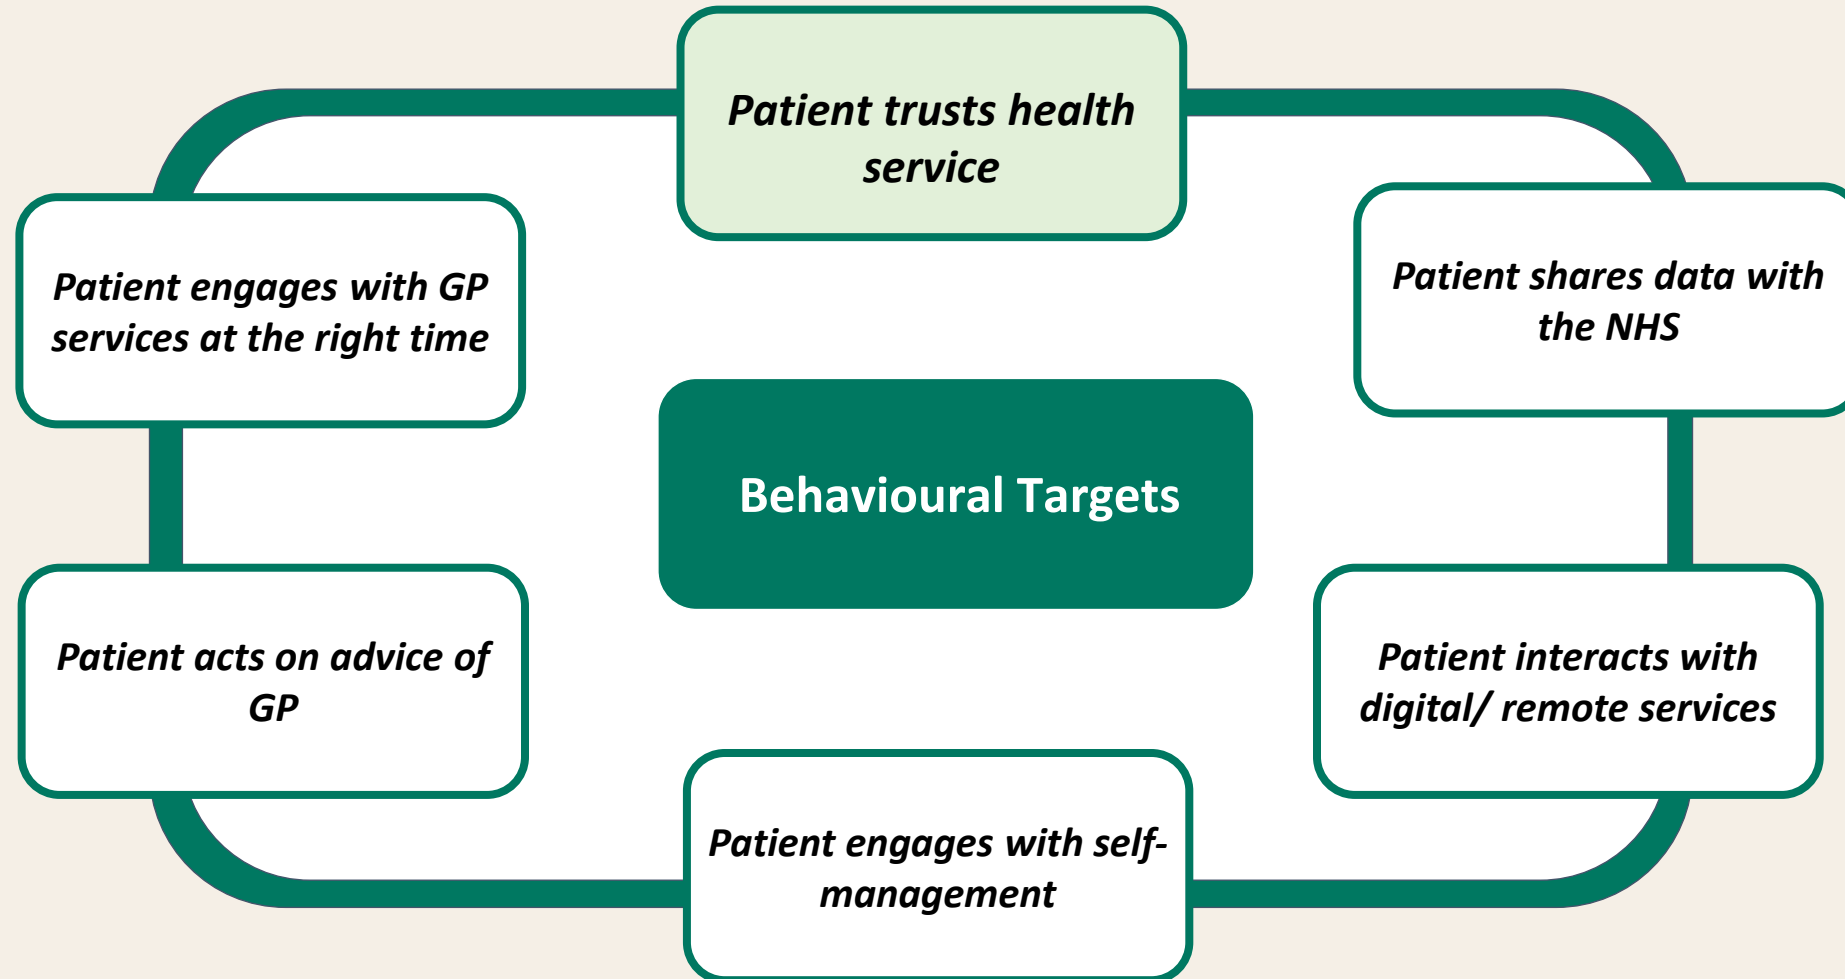 Patient trusts health
service
Patient engages with GP
services at the right time
Patient shares data with
the NHS
Behavioural Targets
Patient acts on advice of
GP
Patient interacts with
digital/ remote services
Patient engages with self-
management